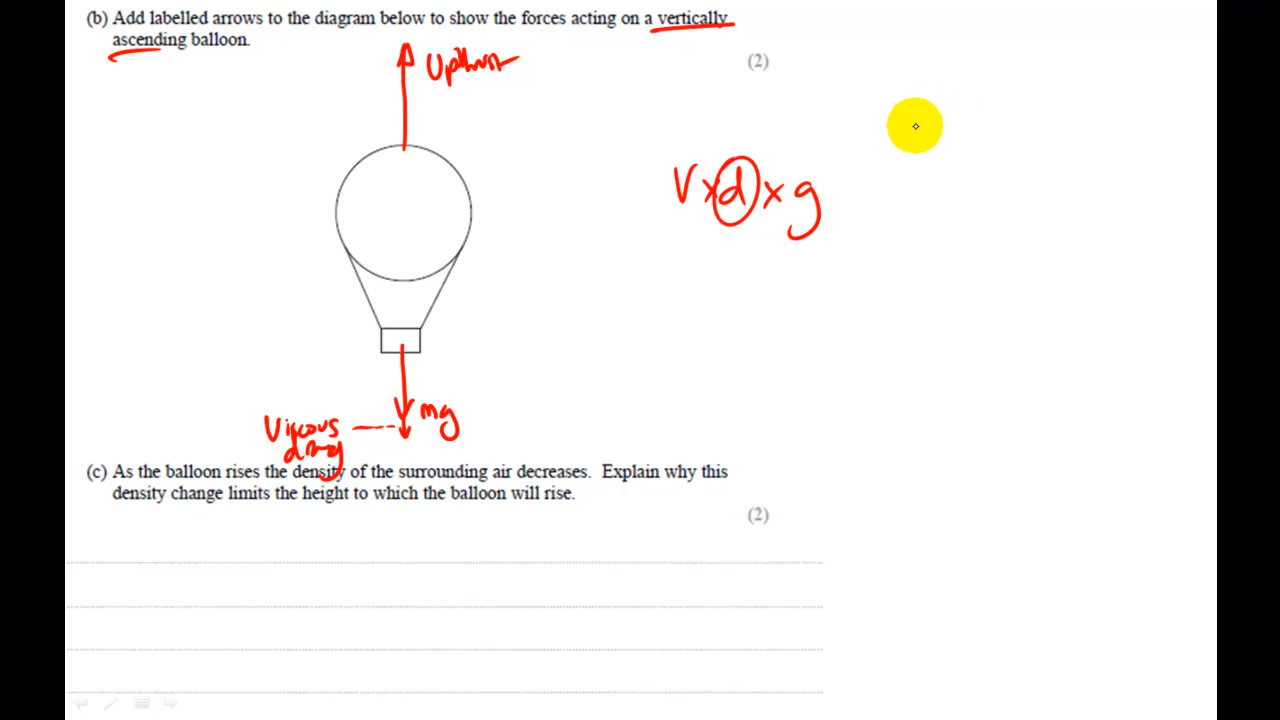 (b) Add labelled arrows to the diagram below to show the forces acting on a vertically
ascending balloon.
(2)
Upthrust
V x d x g
mg
Viscous
drag
(c) As the balloon rises the density of the surrounding air decreases. Explain why this
density change limits the height to which the balloon will rise.
(2)